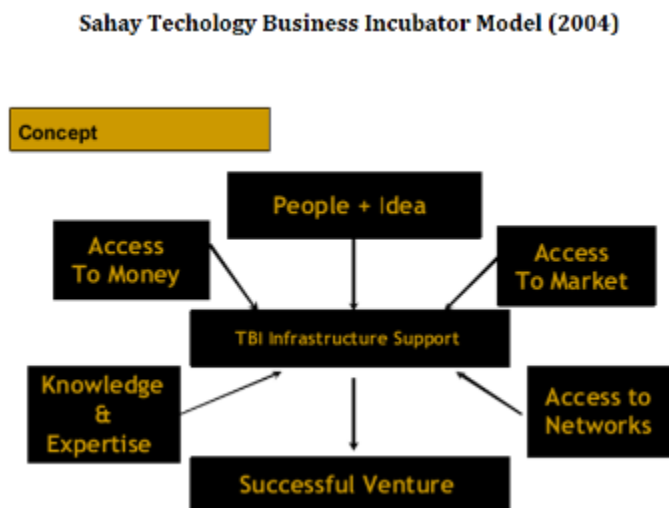 Sahay Techology Business Incubator Model (2004)
Concept
People + Idea
Access
To Money
Access
To Market
TBI Infrastructure Support
Knowledge
&
Expertise
Access to
Networks
Successful Venture